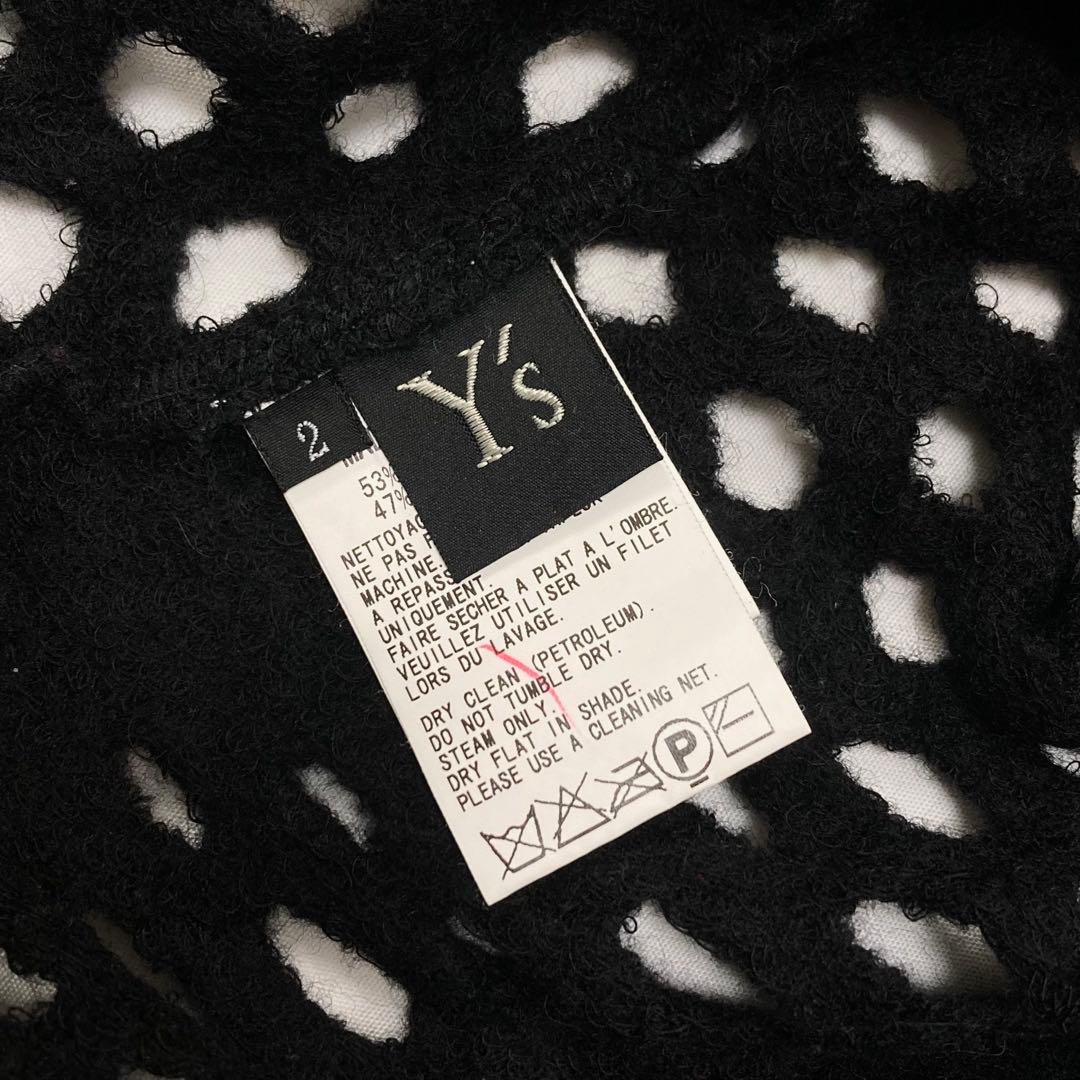 Y's
2
53%
47%
NETTOYAG
NE PAS
MACHINE.
A REPASS
UNIQUEMENT.
FAIRE SECHER A PLAT A L'OMBRE.
VEUILLEZ UTILISER UN FILET
LORS DU LAVAGE.
DRY CLEAN (PETROLEUM).
DO NOT TUMBLE DRY.
STEAM ONLY.
DRY FLAT IN SHADE.
PLEASE USE A CLEANING NET.
P